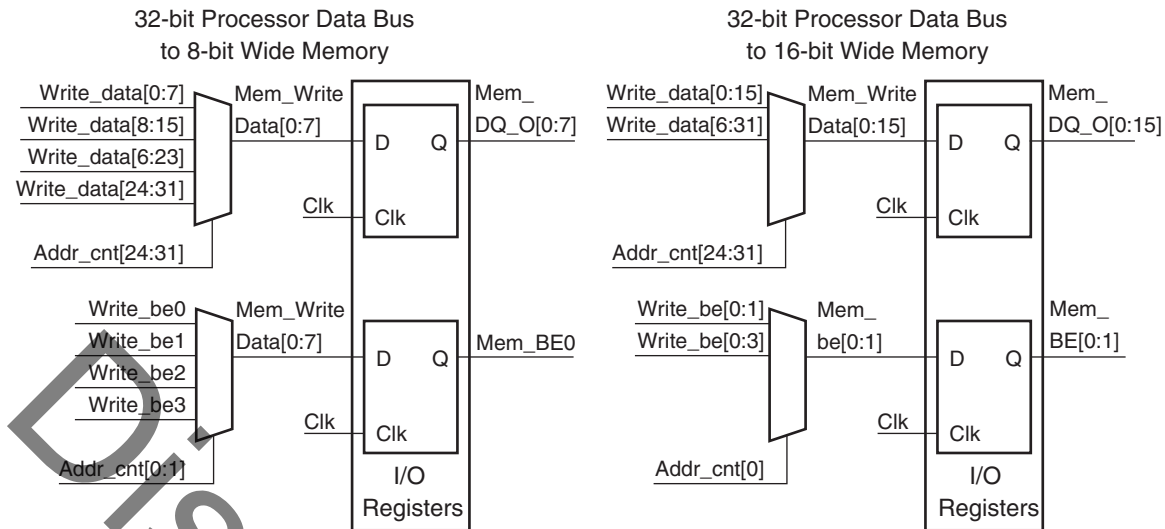 32-bit Processor Data Bus
to 8-bit Wide Memory
Write_data[0:7]
Write_data[8:15]
Write_data[6:23]
Write_data[24:31]
Addr_cnt[24:31]
Mem_Write
Data[0:7]
D
Q
Clk
Clk
Mem_
DQ_O[0:7]
Write_be0
Write_be1
Write_be2
Write_be3
Addr_cnt[0:1]
Mem_Write
Data[0:7]
D
Q
Clk
Clk
Mem_BE0
I/O
Registers
32-bit Processor Data Bus
to 16-bit Wide Memory
Write_data[0:15]
Write_data[6:31]
Addr_cnt[24:31]
Mem_Write
Data[0:15]
D
Q
Clk
Clk
Mem_
DQ_O[0:15]
Write_be[0:1]
Write_be[0:3]
Addr_cnt[0]
Mem_
be[0:1]
D
Q
Clk
Clk
Mem_
BE[0:1]
I/O
Registers